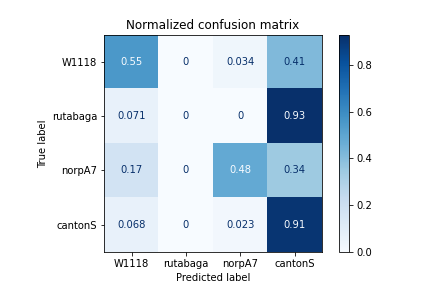 Normalized confusion matrix
True label
W1118 0.55 0 0.034 0.41
rutabaga 0.071 0 0 0.93
norpA7 0.17 0 0.48 0.34
cantonS 0.068 0 0.023 0.91
W1118 rutabaga norpA7 cantonS
Predicted label
0.8
0.6
0.4
0.2
0.0